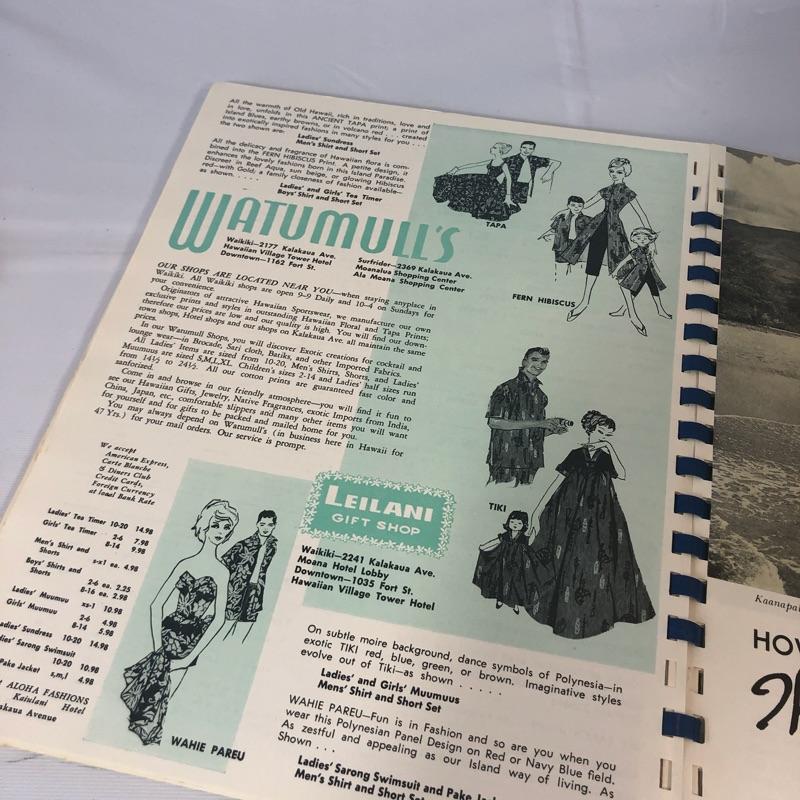 All the warmth of Old Hawaii, rich in traditions, love and
in love, unfolds in this ANCIENT TAPA print; a print of
Island Blues, earthy browns, or in volcano red . . . created
into exotically inspired fashions in many styles for you . . .
the two shown are:
Ladies' Sundress
Men's Shirt and Short Set
All the delicacy and fragrance of Hawaiian flora is com-
bined into the FERN HIBISCUS Print. A petite design, it
enhances the lovely fashions born in this Island Paradise.
Discreet in Reef Aqua, sun beige, or glowing Hibiscus
red—with Gold; a family closeness of fashion available—
as shown. . . . . .
Ladies' and Girls' Tea Timer
Boys' Shirt and Short Set
WATUMULL'S
Waikiki—2177 Kalakaua Ave.
Hawaiian Village Tower Hotel
Downtown—1162 Fort St.
Surfrider—2369 Kalakaua Ave.
Moanalua Shopping Center
Ala Moana Shopping Center
OUR SHOPS ARE LOCATED NEAR YOU—when staying anyplace in
Waikiki. All Waikiki shops are open 9-9 Daily and 10-4 on Sundays for
your convenience.
Originators of attractive Hawaiian Sportswear, we manufacture our own
exclusive prints and styles in outstanding Hawaiian Floral and Tapa Prints;
therefore our prices are low and our quality is high. You will find our down-
town shops, Hotel shops and our shops on Kalakaua Ave. all maintain the same
prices.
In our Watumull Shops, you will discover Exotic creations for cocktail and
lounge wear—in Brocade, Sari cloth, Batiks, and other Imported Fabrics.
All Ladies' Items are sized from 10-20, Men's Shirts, Shorts, and Ladies'
Muumuus are sized S,M,L,XL. Children's sizes 2-14 and Ladies' half sizes run
from 14½ to 24½. All our cotton prints are guaranteed fast color and
sanforized.
Come in and browse in our friendly atmosphere—you will find it fun to
see our Hawaiian Gifts, Jewelry, Native Fragrances, exotic Imports from India,
China, Japan, etc, comfortable slippers and many other items you will want
for yourself and for gifts to be packed and mailed home for you.
You may always depend on Watumull's (in business here in Hawaii for
47 Yrs.) for your mail orders. Our service is prompt.
We accept
American Express,
Carte Blanche
& Diners Club
Credit Cards,
Foreign Currency
at local Bank Rate
Ladies' Tea Timer 10-20 14.98
Girls' Tea Timer 2-6 7.98
8-14 9.98
Men's Shirt and
Shorts s-x1 ea. 4.98
Boys' Shirts and
Shorts
2-6 ea. 2.25
8-16 ea. 2.98
Ladies' Muumuu xs-1 10.98
Girls' Muumuu 2-6 4.98
8-14 5.98
Ladies' Sundress 10-20 14.98
Ladies' Sarong Swimsuit
10-20 10.98
Pake Jacket s,m,l 4.98
ALOHA FASHIONS
Kaiulani Hotel
Kalakaua Avenue
TAPA
FERN HIBISCUS
TIKI
LEILANI
GIFT SHOP
Waikiki—2241 Kalakaua Ave.
Moana Hotel Lobby
Downtown—1035 Fort St.
Hawaiian Village Tower Hotel
WAHIE PAREU
On subtle moire background, dance symbols of Polynesia—in
exotic TIKI red, blue, green, or brown. Imaginative styles
evolve out of Tiki—as shown . . . . .
Ladies' and Girls' Muumuus
Mens' Shirt and Short Set
WAHIE PAREU—Fun is in Fashion and so are you when you
wear this Polynesian Panel Design on Red or Navy Blue field.
As zestful and appealing as our Island way of living. As
Shown . . .
Ladies' Sarong Swimsuit and Pake
Men's Shirt and Short Set
Kaanapa
HOW